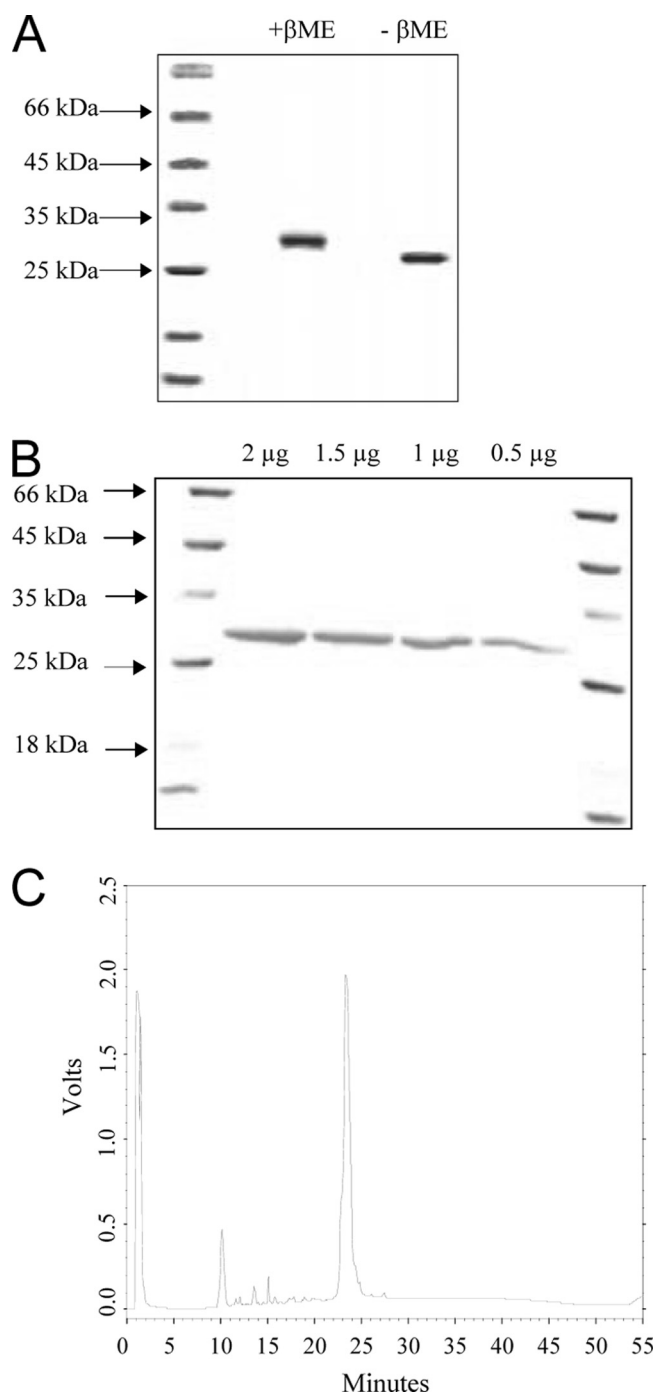 A
+βME - βME
66 kDa
45 kDa
35 kDa
25 kDa
B
2 µg 1.5 µg 1 µg 0.5 µg
66 kDa
45 kDa
35 kDa
25 kDa
18 kDa
C
2.5
2.0
1.5
1.0
0.5
0.0
Volts
0 5 10 15 20 25 30 35 40 45 50 55
Minutes